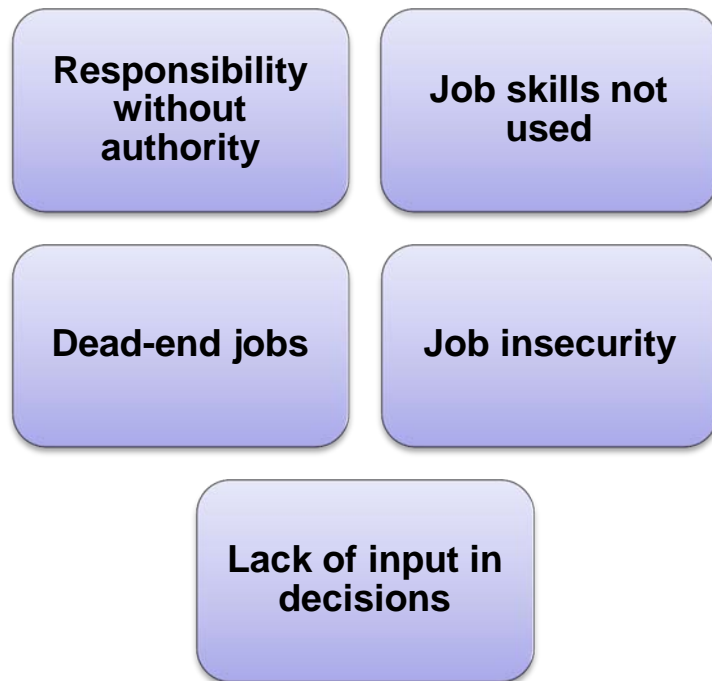 Responsibility
without
authority
Job skills not
used
Dead-end jobs
Job insecurity
Lack of input in
decisions